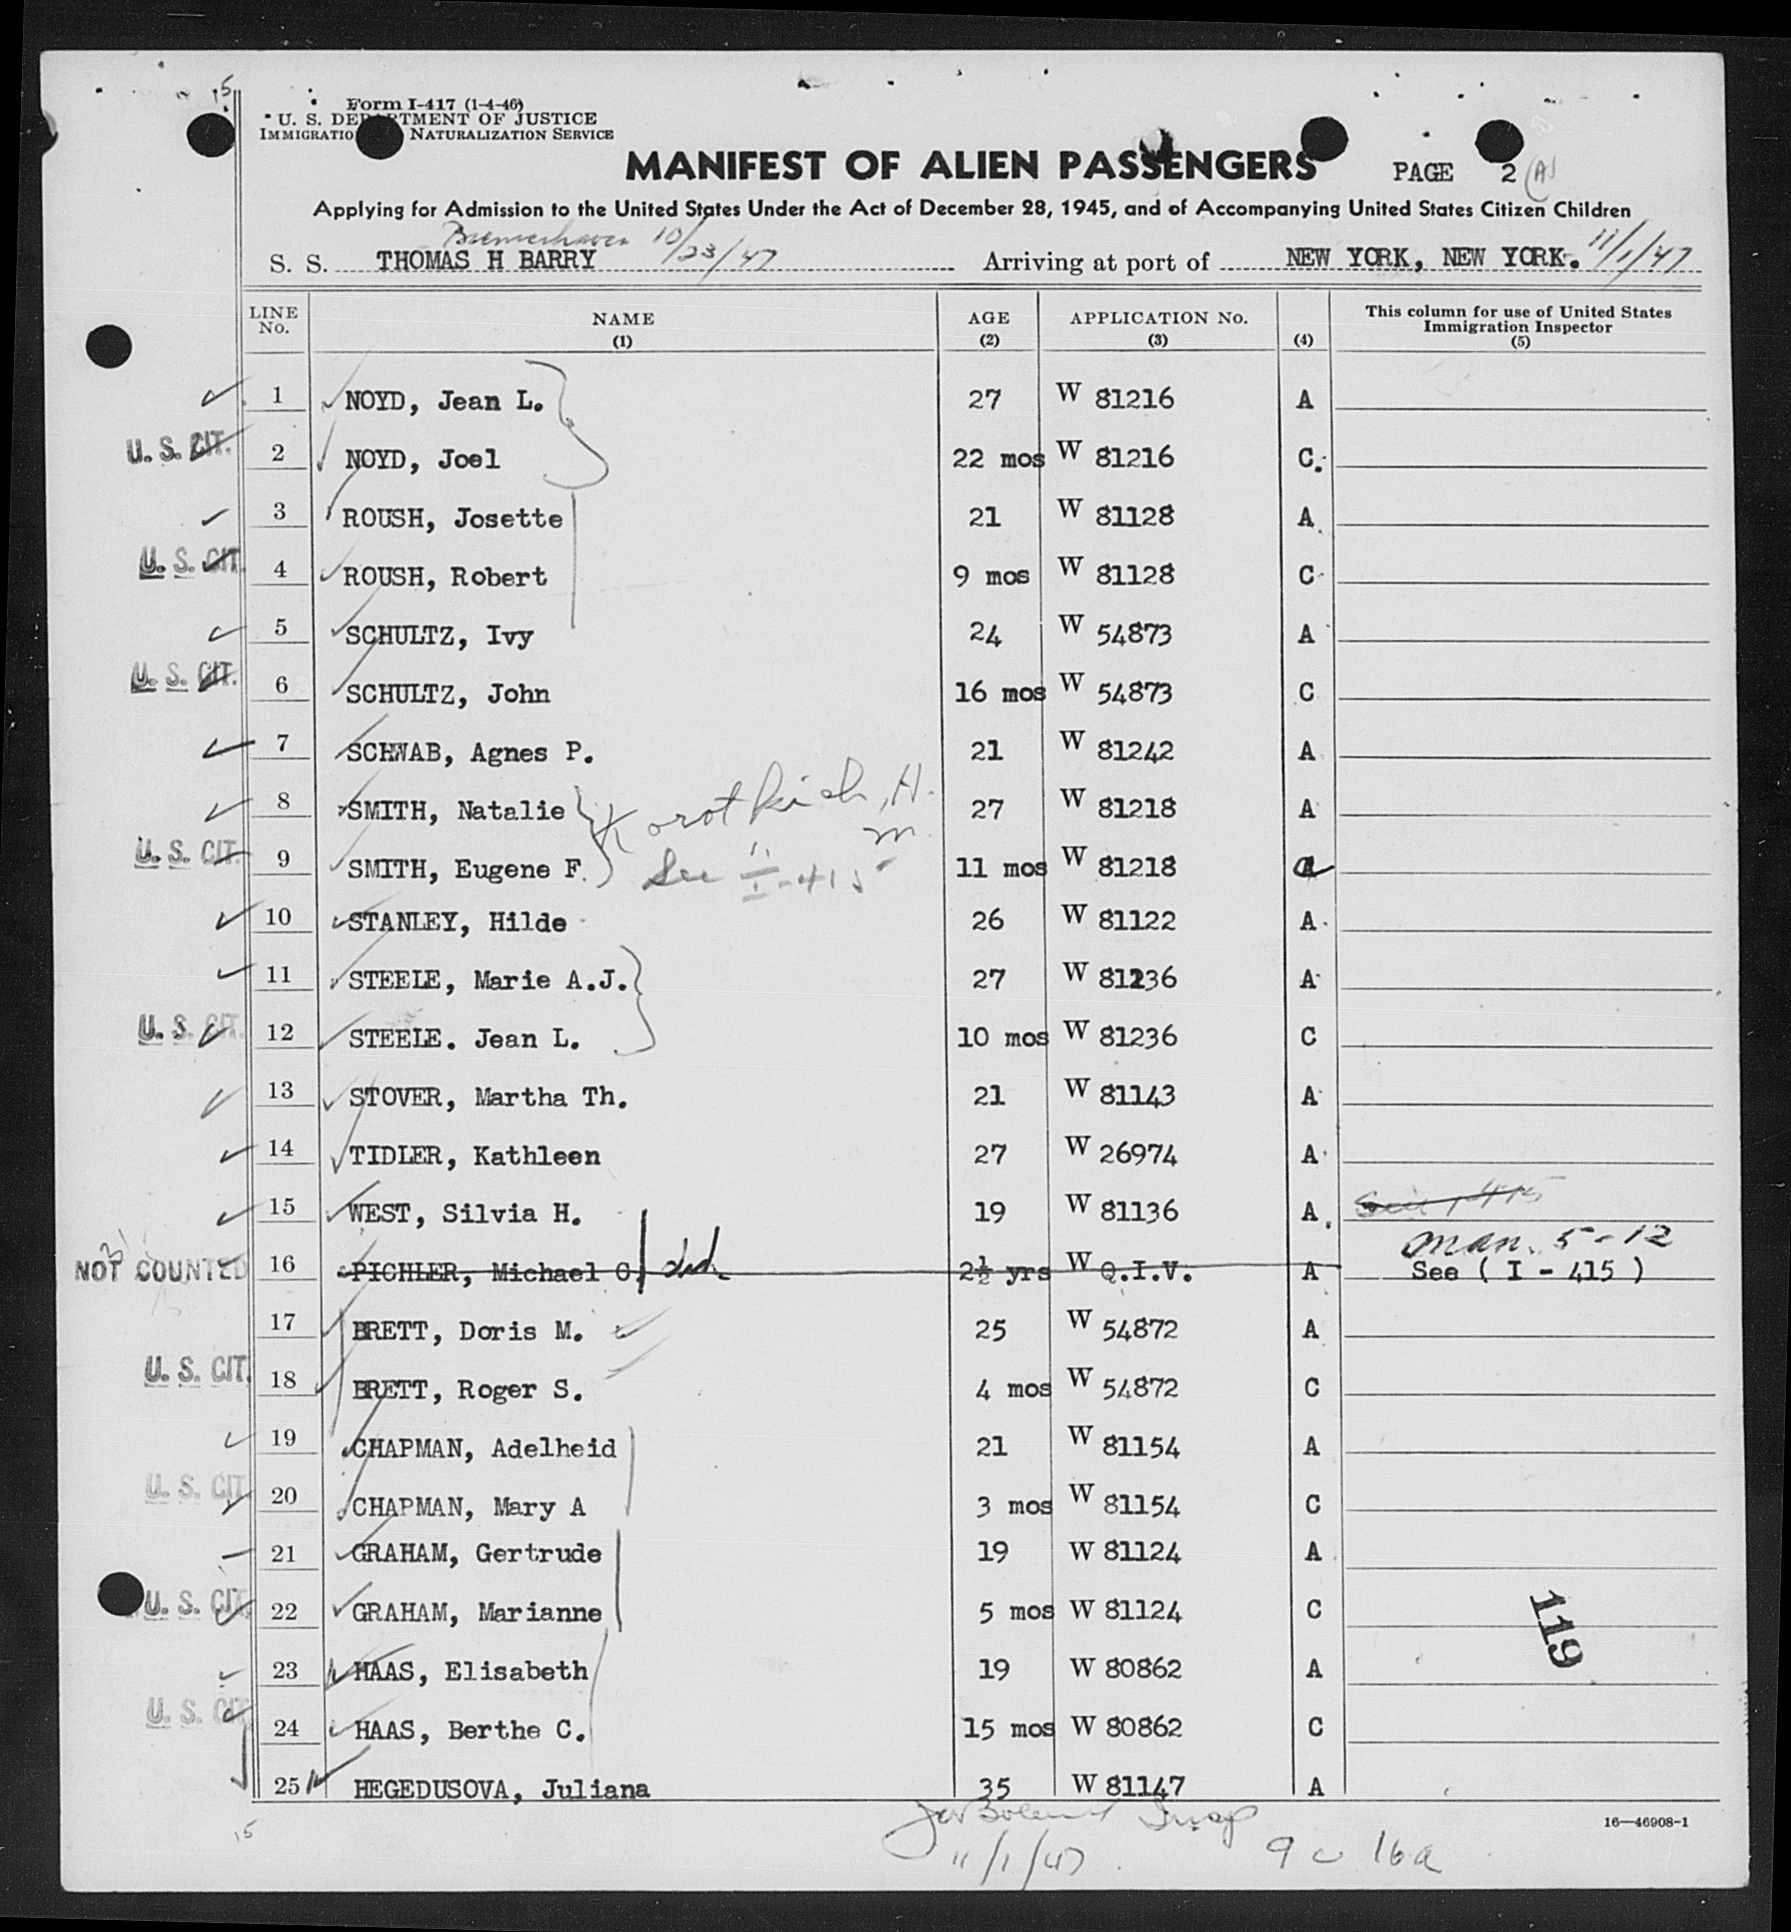 15
Form I-417 (1-4-46)
U. S. DEPARTMENT OF JUSTICE
IMMIGRATIO NATURALIZATION SERVICE
MANIFEST OF ALIEN PASSENGERS PAGE 2 (A)
Applying for Admission to the United States Under the Act of December 28, 1945, and of Accompanying United States Citizen Children
Bremerhaven 10/23/47
S. S. THOMAS H BARRY Arriving at port of NEW YORK, NEW YORK. 11/1/47
LINE No. NAME (1) AGE (2) APPLICATION No. (3) (4) This column for use of United States Immigration Inspector (5)
1 NOYD, Jean L. 27 W 81216 A
U. S. CIT. 2 NOYD, Joel 22 mos W 81216 C.
3 ROUSH, Josette 21 W 81128 A
U. S. CIT. 4 ROUSH, Robert 9 mos W 81128 C
5 SCHULTZ, Ivy 24 W 54873 A
U. S. CIT. 6 SCHULTZ, John 16 mos W 54873 C
7 SCHWAB, Agnes P. 21 W 81242 A
8 SMITH, Natalie Korotkich, H. 27 W 81218 A
m.
U. S. CIT. 9 SMITH, Eugene F. See I-415 11 mos W 81218
10 STANLEY, Hilde 26 W 81122 A
11 STEELE, Marie A.J. 27 W 81236 A
U. S. CIT. 12 STEELE. Jean L. 10 mos W 81236 C
13 STOVER, Martha Th. 21 W 81143 A
14 TIDLER, Kathleen 27 W 26974 A
15 WEST, Silvia H. 19 W 81136 A
man. 5-12
NOT COUNTED 16 PICHLER, Michael O. 2½ yrs W Q.I.V. A See ( I - 415 )
17 BRETT, Doris M. 25 W 54872 A
U. S. CIT. 18 BRETT, Roger S. 4 mos W 54872 C
19 CHAPMAN, Adelheid 21 W 81154 A
U. S. CIT 20 CHAPMAN, Mary A 3 mos W 81154 C
21 GRAHAM, Gertrude 19 W 81124 A
U. S. CIT. 22 GRAHAM, Marianne 5 mos W 81124 C
119
23 HAAS, Elisabeth 19 W 80862 A
U. S. CIT 24 HAAS, Berthe C. 15 mos W 80862 C
25 HEGEDUSOVA, Juliana 35 W 81147 A
Insp
16—46908-1
15
11/1/47 9 c 16a